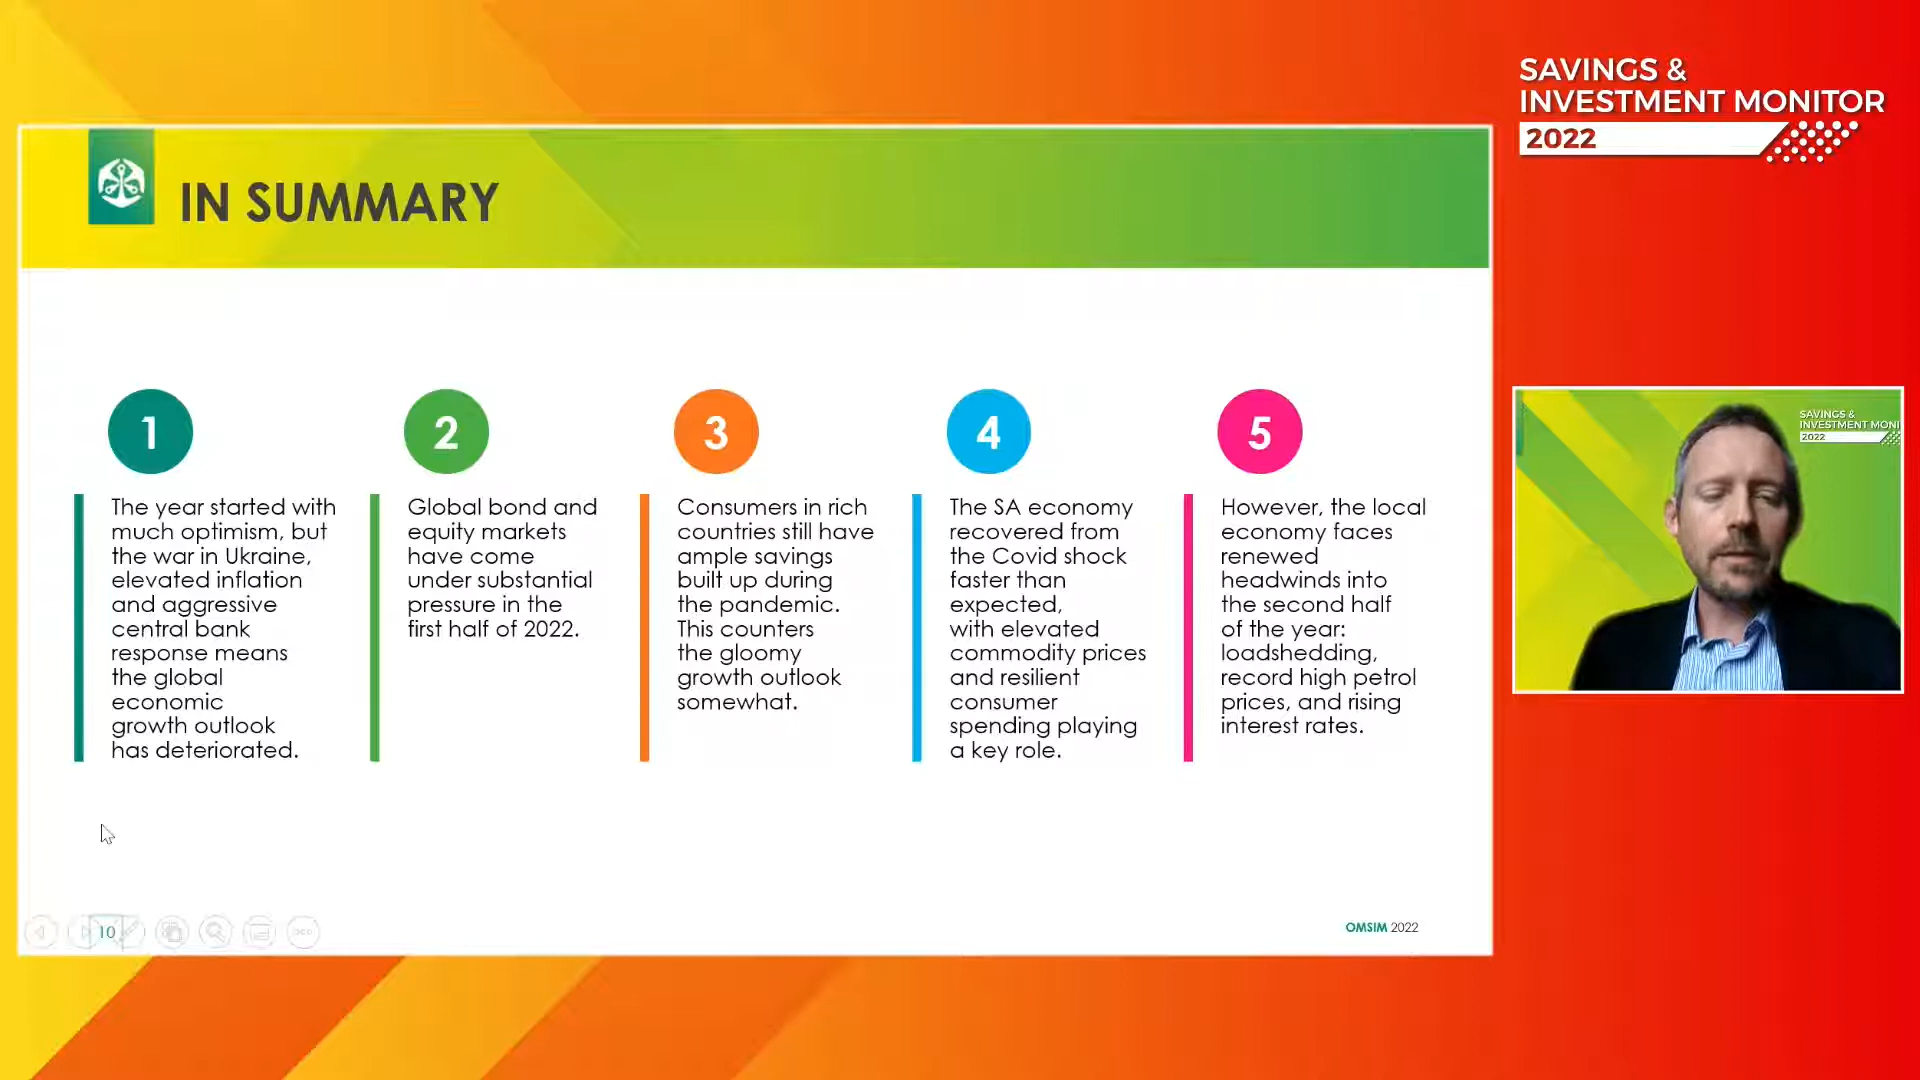 SAVINGS &
INVESTMENT MONITOR
2022
IN SUMMARY
1
The year started with
much optimism, but
the war in Ukraine,
elevated inflation
and aggressive
central bank
response means
the global
economic
growth outlook
has deteriorated.
2
Global bond and
equity markets
have come
under substantial
pressure in the
first half of 2022.
3
Consumers in rich
countries still have
ample savings
built up during
the pandemic.
This counters
the gloomy
growth outlook
somewhat.
4
The SA economy
recovered from
the Covid shock
faster than
expected,
with elevated
commodity prices
and resilient
consumer
spending playing
a key role.
5
However, the local
economy faces
renewed
headwinds into
the second half
of the year:
loadshedding,
record high petrol
prices, and rising
interest rates.
SAVINGS &
INVESTMENT MONI
2022
10
OMSIM 2022